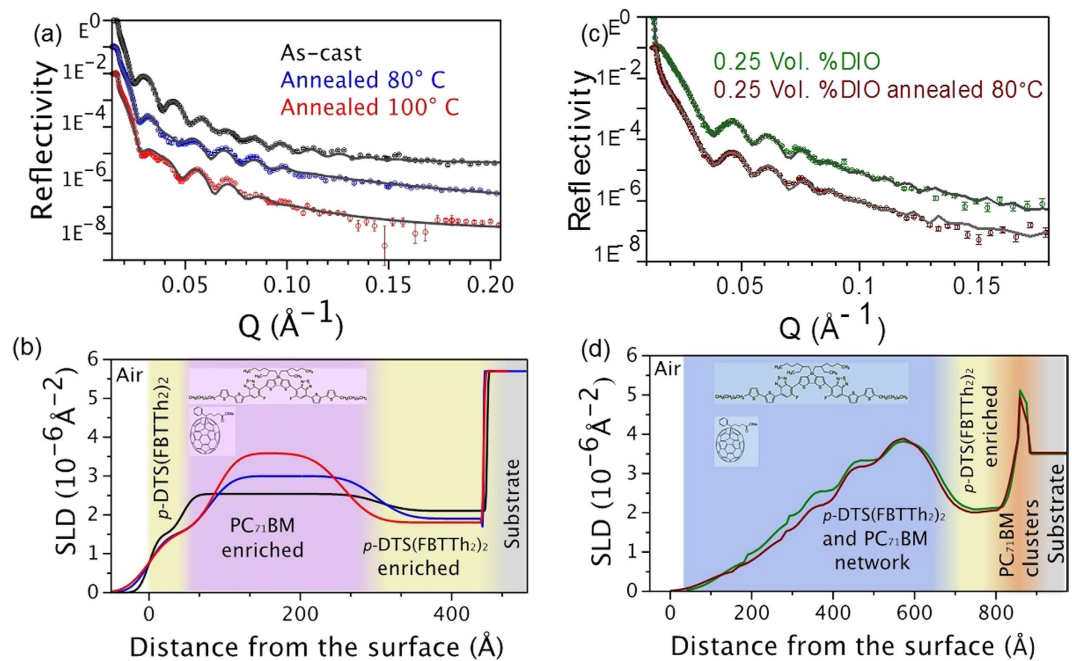 (a)
E0
1E-2
1E-4
1E-6
1E-8
Reflectivity
As-cast
Annealed 80° C
Annealed 100° C
0.05 0.10 0.15 0.20
Q (Å-1)
(c)
E0
1E-2
1E-4
1E-6
1E-8
Reflectivity
0.25 Vol. %DIO
0.25 Vol. %DIO annealed 80°C
0.05 0.1 0.15
Q (Å-1)
(b)
6
5
4
3
2
1
0
SLD (10-6Å-2)
Air
p-DTS(FBTTh2)2
PC71BM
enriched
p-DTS(FBTTh2)2
enriched
Substrate
0 100 200 300 400
Distance from the surface (Å)
(d)
6
5
4
3
2
1
0
SLD (10-6Å-2)
Air
p-DTS(FBTTh2)2
and PC71BM
network
p-DTS(FBTTh2)2
enriched
PC71BM
clusters
Substrate
0 200 400 600 800
Distance from the surface (Å)